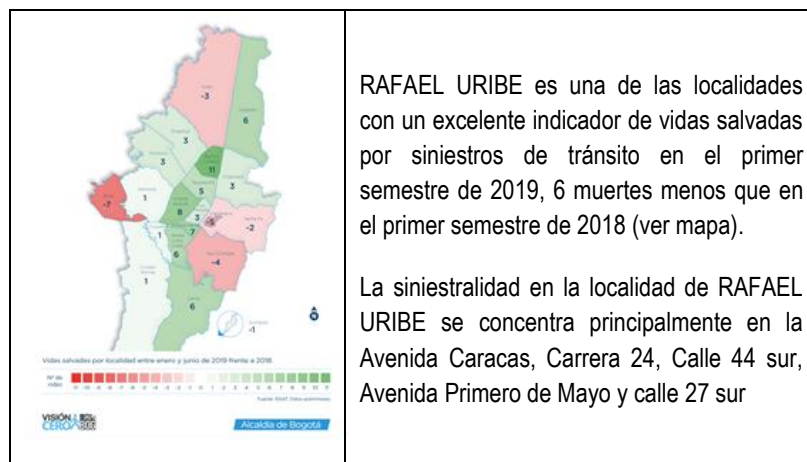 -3
6
3
3
11
5
3
-7
1
8
3
-5
-2
1
7
6
-4
1
6
-1
N
Vidas salvadas por localidad entre enero y junio de 2019 frente a 2018.
Nº de vidas
VISIÓN
CERO
Alcaldía de Bogotá
RAFAEL URIBE es una de las localidades
con un excelente indicador de vidas salvadas
por siniestros de tránsito en el primer
semestre de 2019, 6 muertes menos que en
el primer semestre de 2018 (ver mapa).
La siniestralidad en la localidad de RAFAEL
URIBE se concentra principalmente en la
Avenida Caracas, Carrera 24, Calle 44 sur,
Avenida Primero de Mayo y calle 27 sur